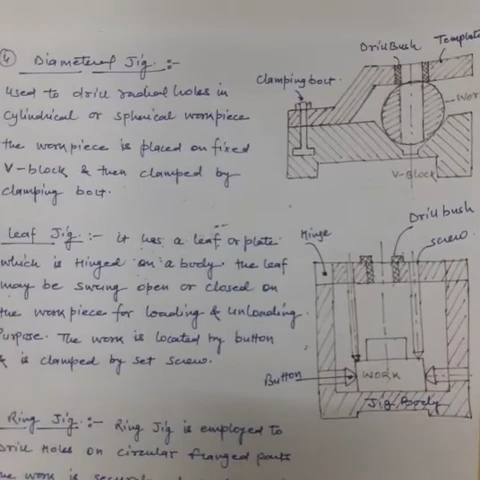 ④ Diametral Jig :-
Used to drill radial holes in
cylindrical or spherical workpiece
the workpiece is placed on fixed
V-block & then clamped by
clamping bolt.
Drill Bush
Template
Clamping bolt.
Wor
V-Block
Leaf Jig :- it has a leaf or plate
which is Hinged on a body. the leaf
may be swing open or closed on
the workpiece for loading & unloading
Purpose. The work is located by button
& is clamped by set screw.
Hinge
Drill bush
screw.
Button
WORK
Jig Body
Ring Jig :- Ring Jig is employed to
Drill Holes on circular flanged parts
the work is